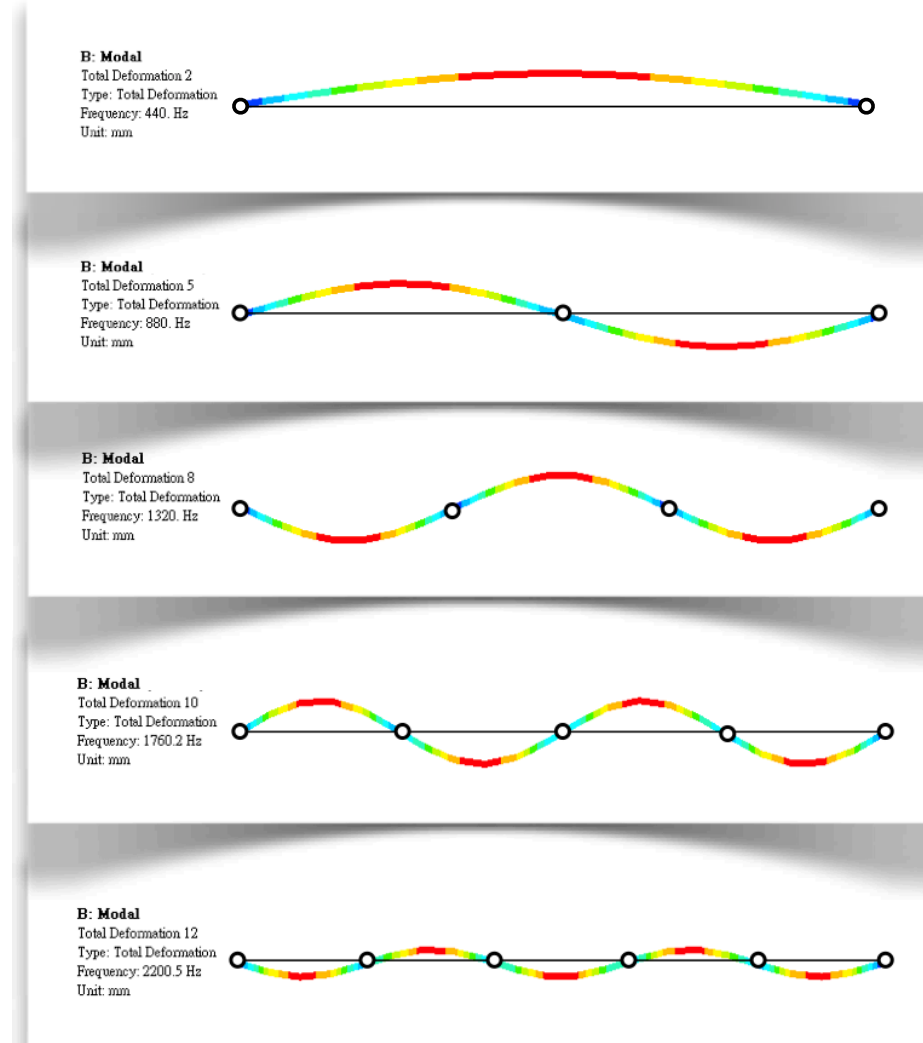 B: Modal
Total Deformation 2
Type: Total Deformation
Frequency: 440. Hz
Unit: mm
B: Modal
Total Deformation 5
Type: Total Deformation
Frequency: 880. Hz
Unit: mm
B: Modal
Total Deformation 8
Type: Total Deformation
Frequency: 1320. Hz
Unit: mm
B: Modal
Total Deformation 10
Type: Total Deformation
Frequency: 1760.2 Hz
Unit: mm
B: Modal
Total Deformation 12
Type: Total Deformation
Frequency: 2200.5 Hz
Unit: mm